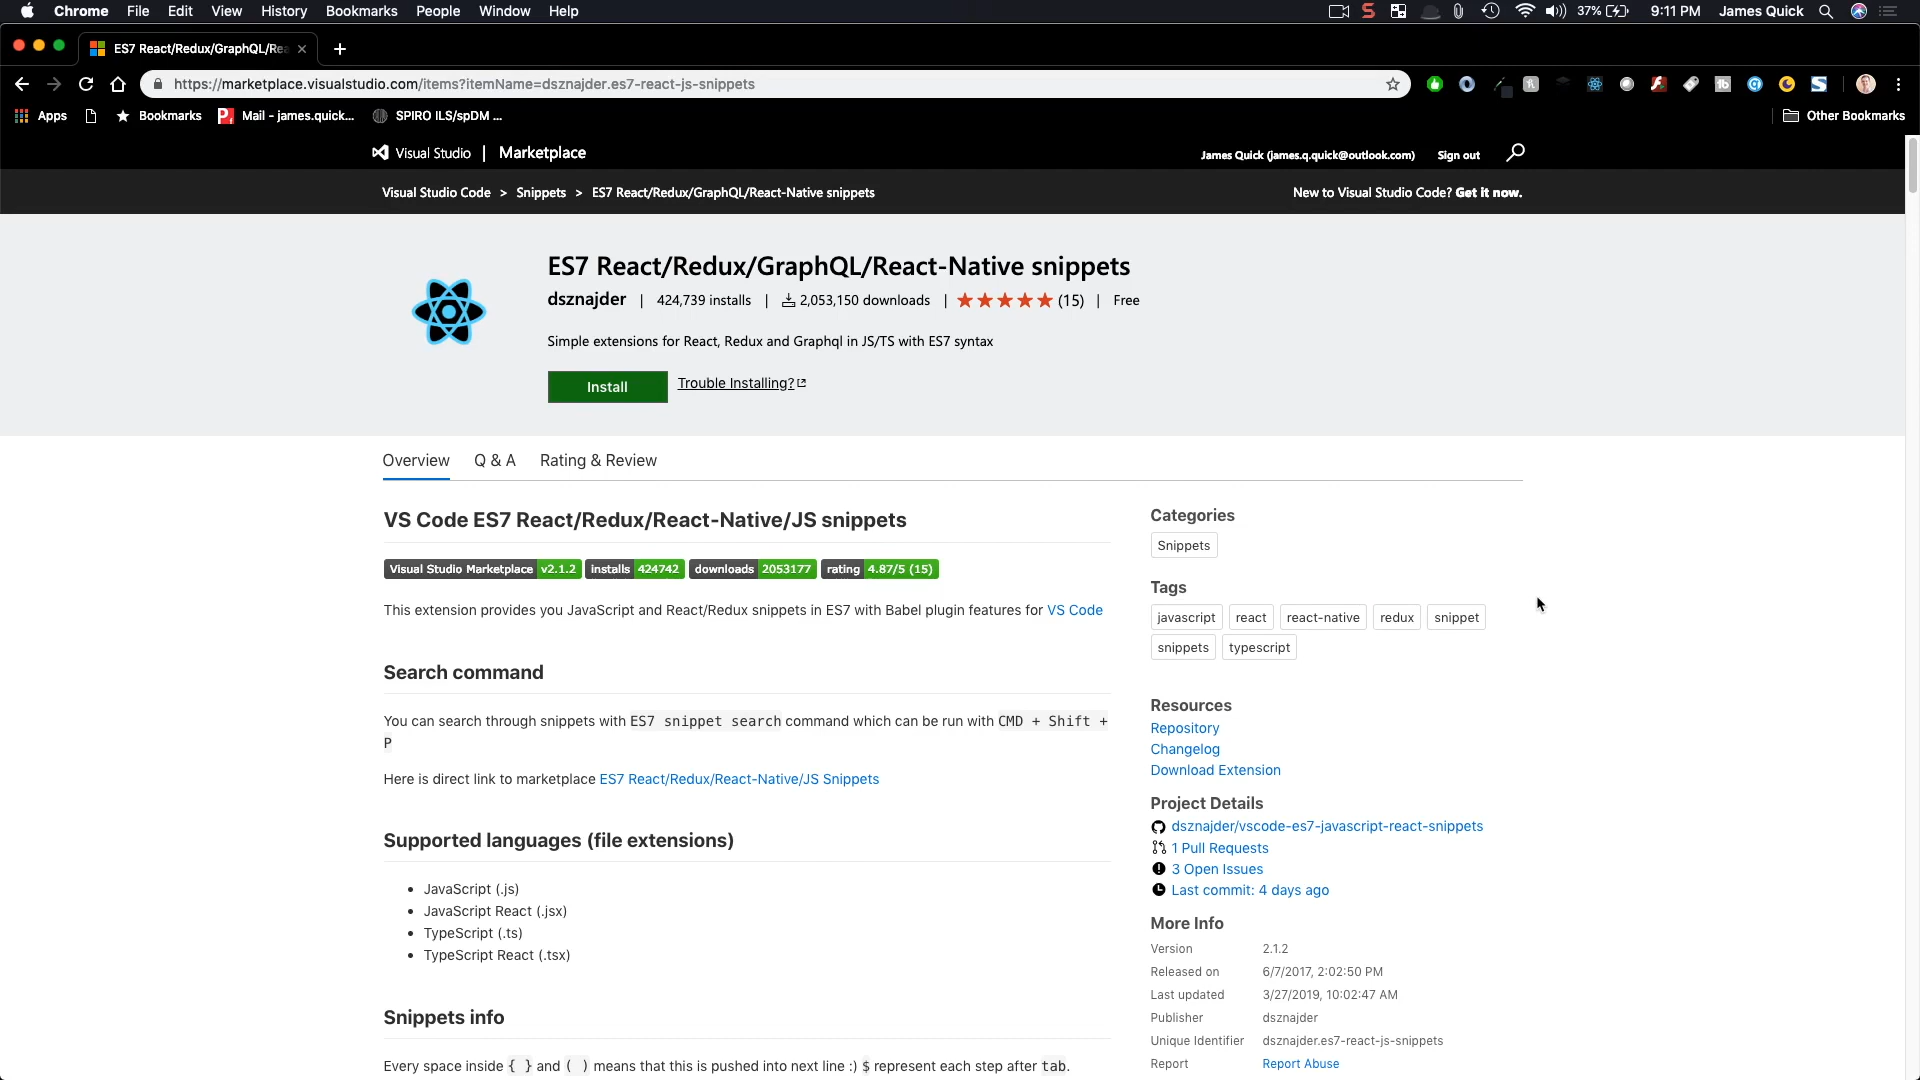 Chrome File Edit View History Bookmarks People Window Help 37% 9:11 PM James Quick
ES7 React/Redux/GraphQL/Rea
https://marketplace.visualstudio.com/items?itemName=dsznajder.es7-react-js-snippets
Apps Bookmarks Mail - james.quick... SPIRO ILS/spDM ... Other Bookmarks
Visual Studio | Marketplace James Quick (james.q.quick@outlook.com) Sign out
Visual Studio Code > Snippets > ES7 React/Redux/GraphQL/React-Native snippets New to Visual Studio Code? Get it now.
ES7 React/Redux/GraphQL/React-Native snippets
dsznajder | 424,739 installs | 2,053,150 downloads | (15) | Free
Simple extensions for React, Redux and Graphql in JS/TS with ES7 syntax
Install Trouble Installing?
Overview Q & A Rating & Review
VS Code ES7 React/Redux/React-Native/JS snippets
Visual Studio Marketplace v2.1.2 installs 424742 downloads 2053177 rating 4.87/5 (15)
This extension provides you JavaScript and React/Redux snippets in ES7 with Babel plugin features for VS Code
Search command
You can search through snippets with ES7 snippet search command which can be run with CMD + Shift +
P
Here is direct link to marketplace ES7 React/Redux/React-Native/JS Snippets
Supported languages (file extensions)
• JavaScript (.js)
• JavaScript React (.jsx)
• TypeScript (.ts)
• TypeScript React (.tsx)
Snippets info
Every space inside { } and ( ) means that this is pushed into next line :) $ represent each step after tab.
Categories
Snippets
Tags
javascript react react-native redux snippet
snippets typescript
Resources
Repository
Changelog
Download Extension
Project Details
dsznajder/vscode-es7-javascript-react-snippets
1 Pull Requests
3 Open Issues
Last commit: 4 days ago
More Info
Version 2.1.2
Released on 6/7/2017, 2:02:50 PM
Last updated 3/27/2019, 10:02:47 AM
Publisher dsznajder
Unique Identifier dsznajder.es7-react-js-snippets
Report Report Abuse